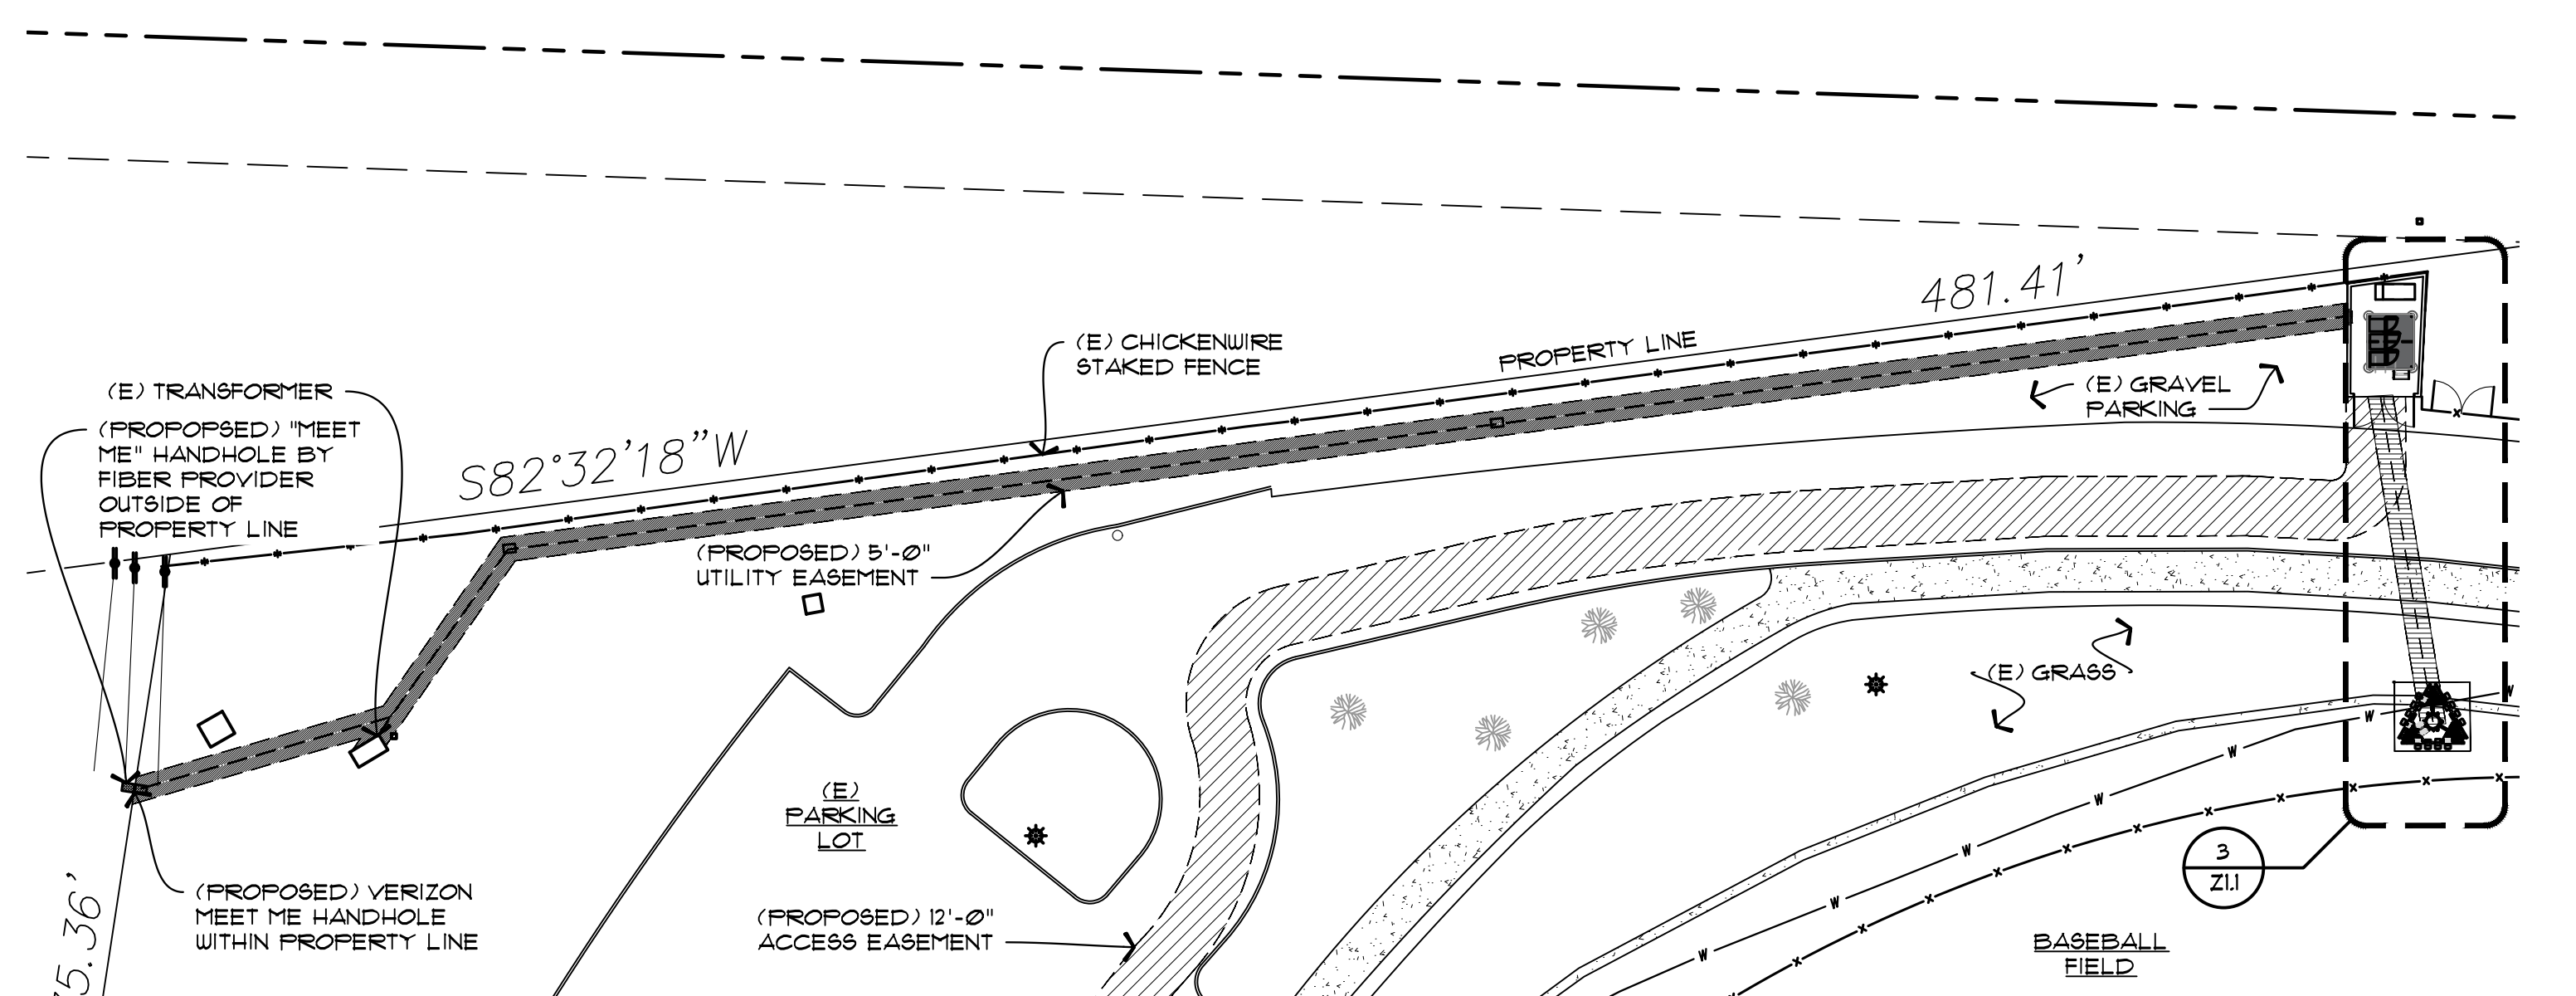 481.41'
PROPERTY LINE
(E) CHICKENWIRE
STAKED FENCE
(E) GRAVEL
PARKING
(E) TRANSFORMER
(PROPOPSED) "MEET
ME" HANDHOLE BY
FIBER PROVIDER
OUTSIDE OF
PROPERTY LINE
S82°32'18"W
(PROPOSED) 5'-0"
UTILITY EASEMENT
(E) GRASS
W
W
W
W
W
W
W
(E)
PARKING
LOT
3
Z1.1
(PROPOSED) VERIZON
MEET ME HANDHOLE
WITHIN PROPERTY LINE
(PROPOSED) 12'-0"
ACCESS EASEMENT
BASEBALL
FIELD